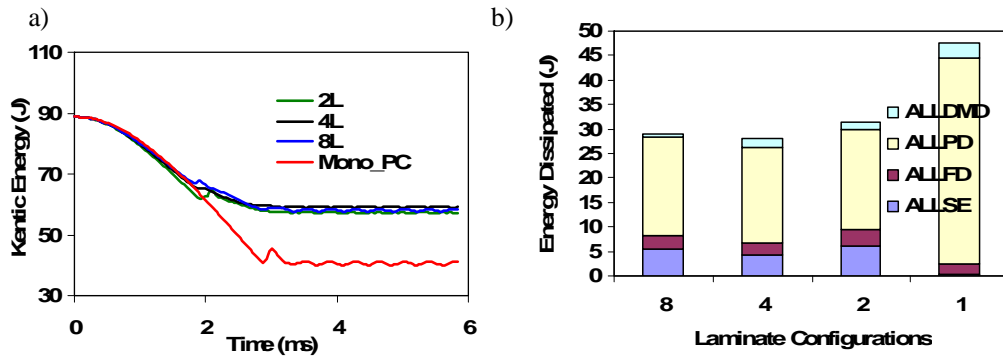 a)
110
90
70
50
30
Kentic Energy (J)
2L
4L
8L
Mono_PC
0
2
4
6
Time (ms)
b)
50
45
40
35
30
25
20
15
10
5
0
Energy Dissipated (J)
ALLDMD
ALLPD
ALLFD
ALLSE
8
4
2
1
Laminate Configurations